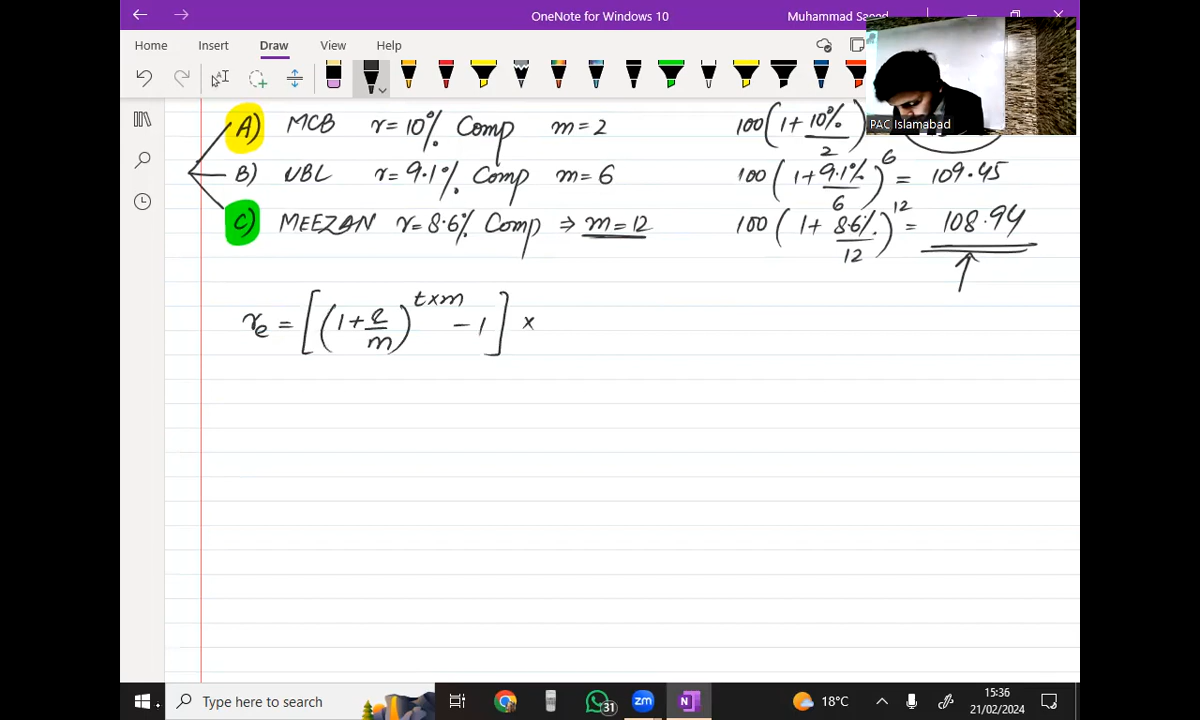 OneNote for Windows 10
Muhammad Saeed
Home Insert Draw View Help
PAC Islamabad
A) MCB r = 10% Comp m = 2 100(1 + 10%/2)
B) UBL r = 9.1% Comp m = 6 100(1 + 9.1%/6)^6 = 109.45
C) MEEZAN r = 8.6% Comp ⇒ m = 12 100(1 + 8.6%/12)^12 = 108.94
re = [(1 + r/m)^t×m − 1] ×
Type here to search
31
zm
N
18°C
15:36
21/02/2024